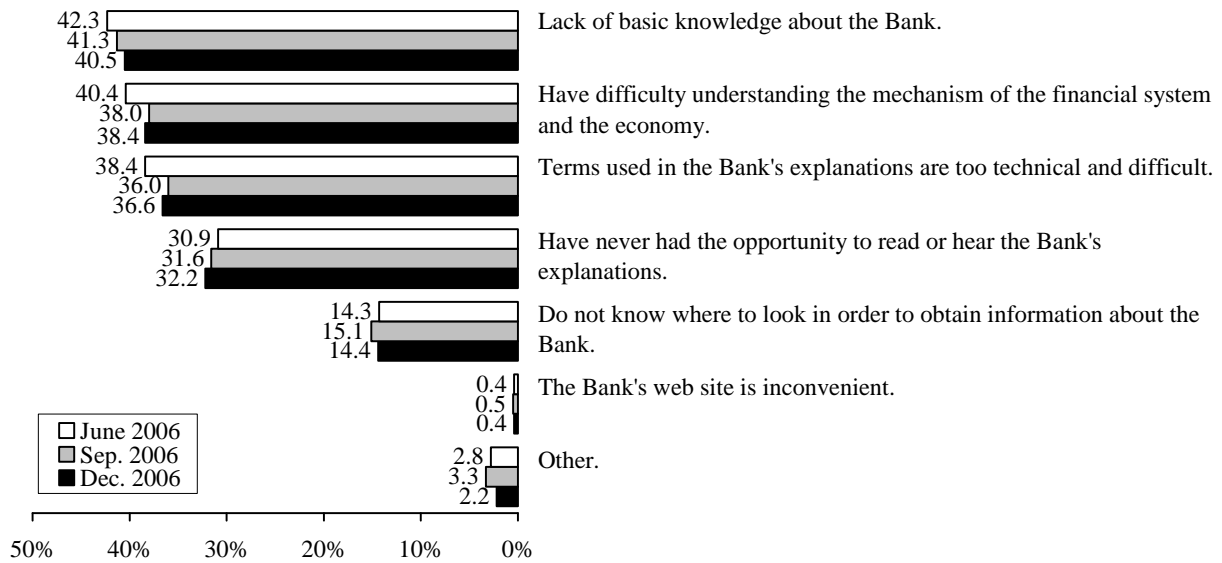 42.3
41.3
40.5
Lack of basic knowledge about the Bank.
40.4
38.0
38.4
Have difficulty understanding the mechanism of the financial system
and the economy.
38.4
36.0
36.6
Terms used in the Bank's explanations are too technical and difficult.
30.9
31.6
32.2
Have never had the opportunity to read or hear the Bank's
explanations.
14.3
15.1
14.4
Do not know where to look in order to obtain information about the
Bank.
0.4
0.5
0.4
The Bank's web site is inconvenient.
June 2006
Sep. 2006
Dec. 2006
2.8
3.3
2.2
Other.
50% 40% 30% 20% 10% 0%